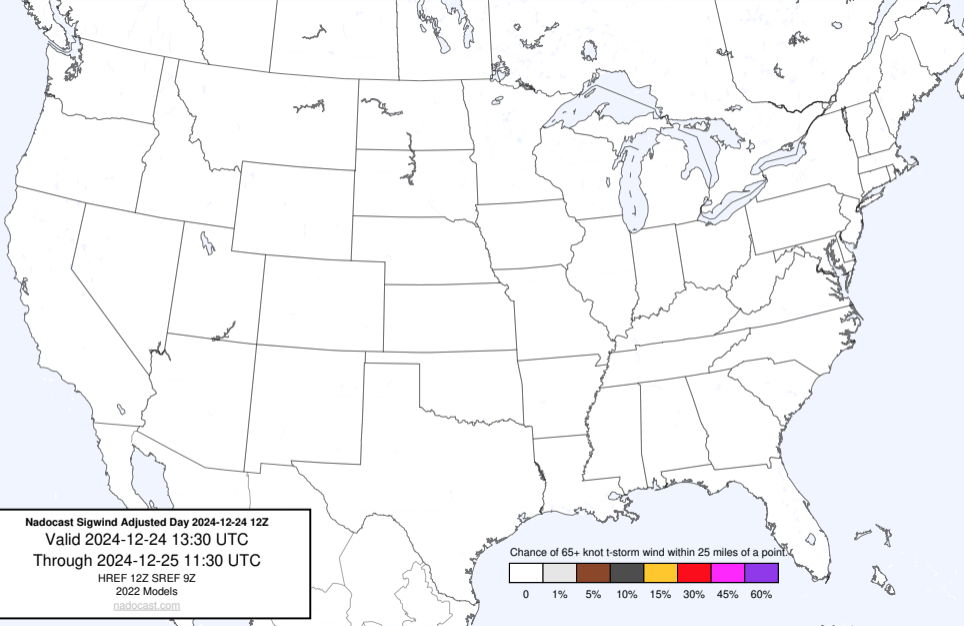 Nadocast Sigwind Adjusted Day 2024-12-24 12Z
Valid 2024-12-24 13:30 UTC
Through 2024-12-25 11:30 UTC
HREF 12Z SREF 9Z
2022 Models
nadocast.com
Chance of 65+ knot t-storm wind within 25 miles of a point.
0 1% 5% 10% 15% 30% 45% 60%